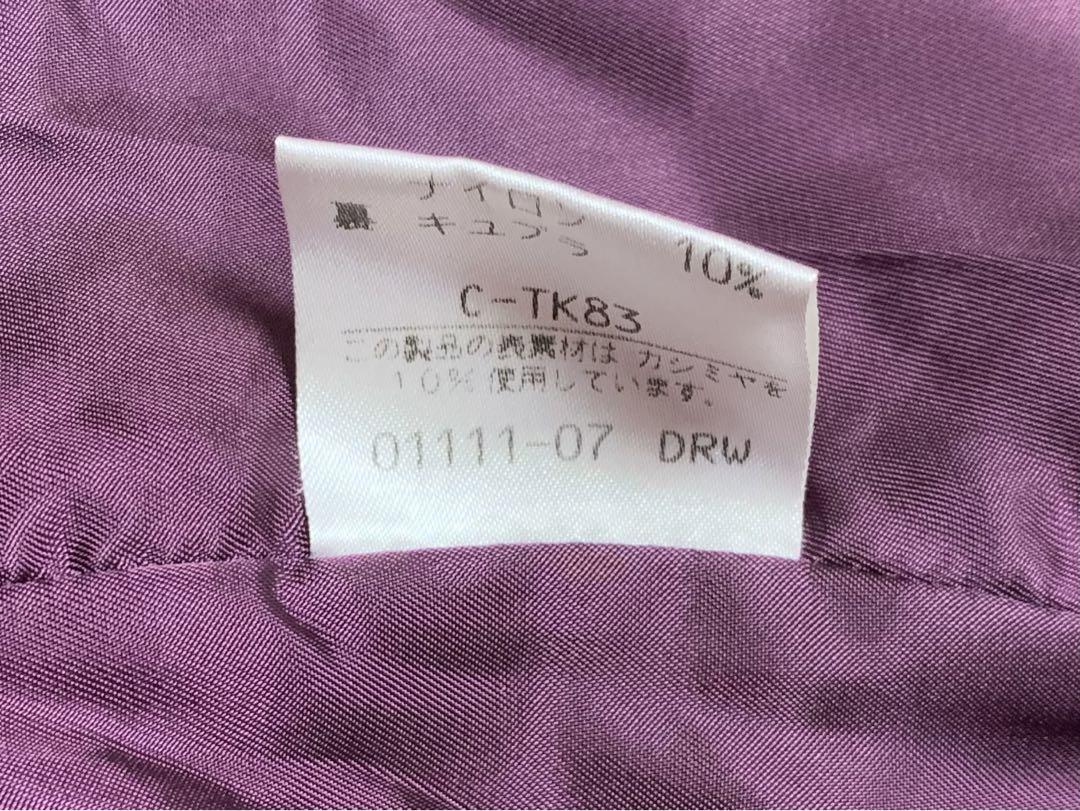 ナイロン 10%
裏 キュプラ
C-TK83
この製品の表素材は カシミヤを
10%使用しています。
01111-07 DRW